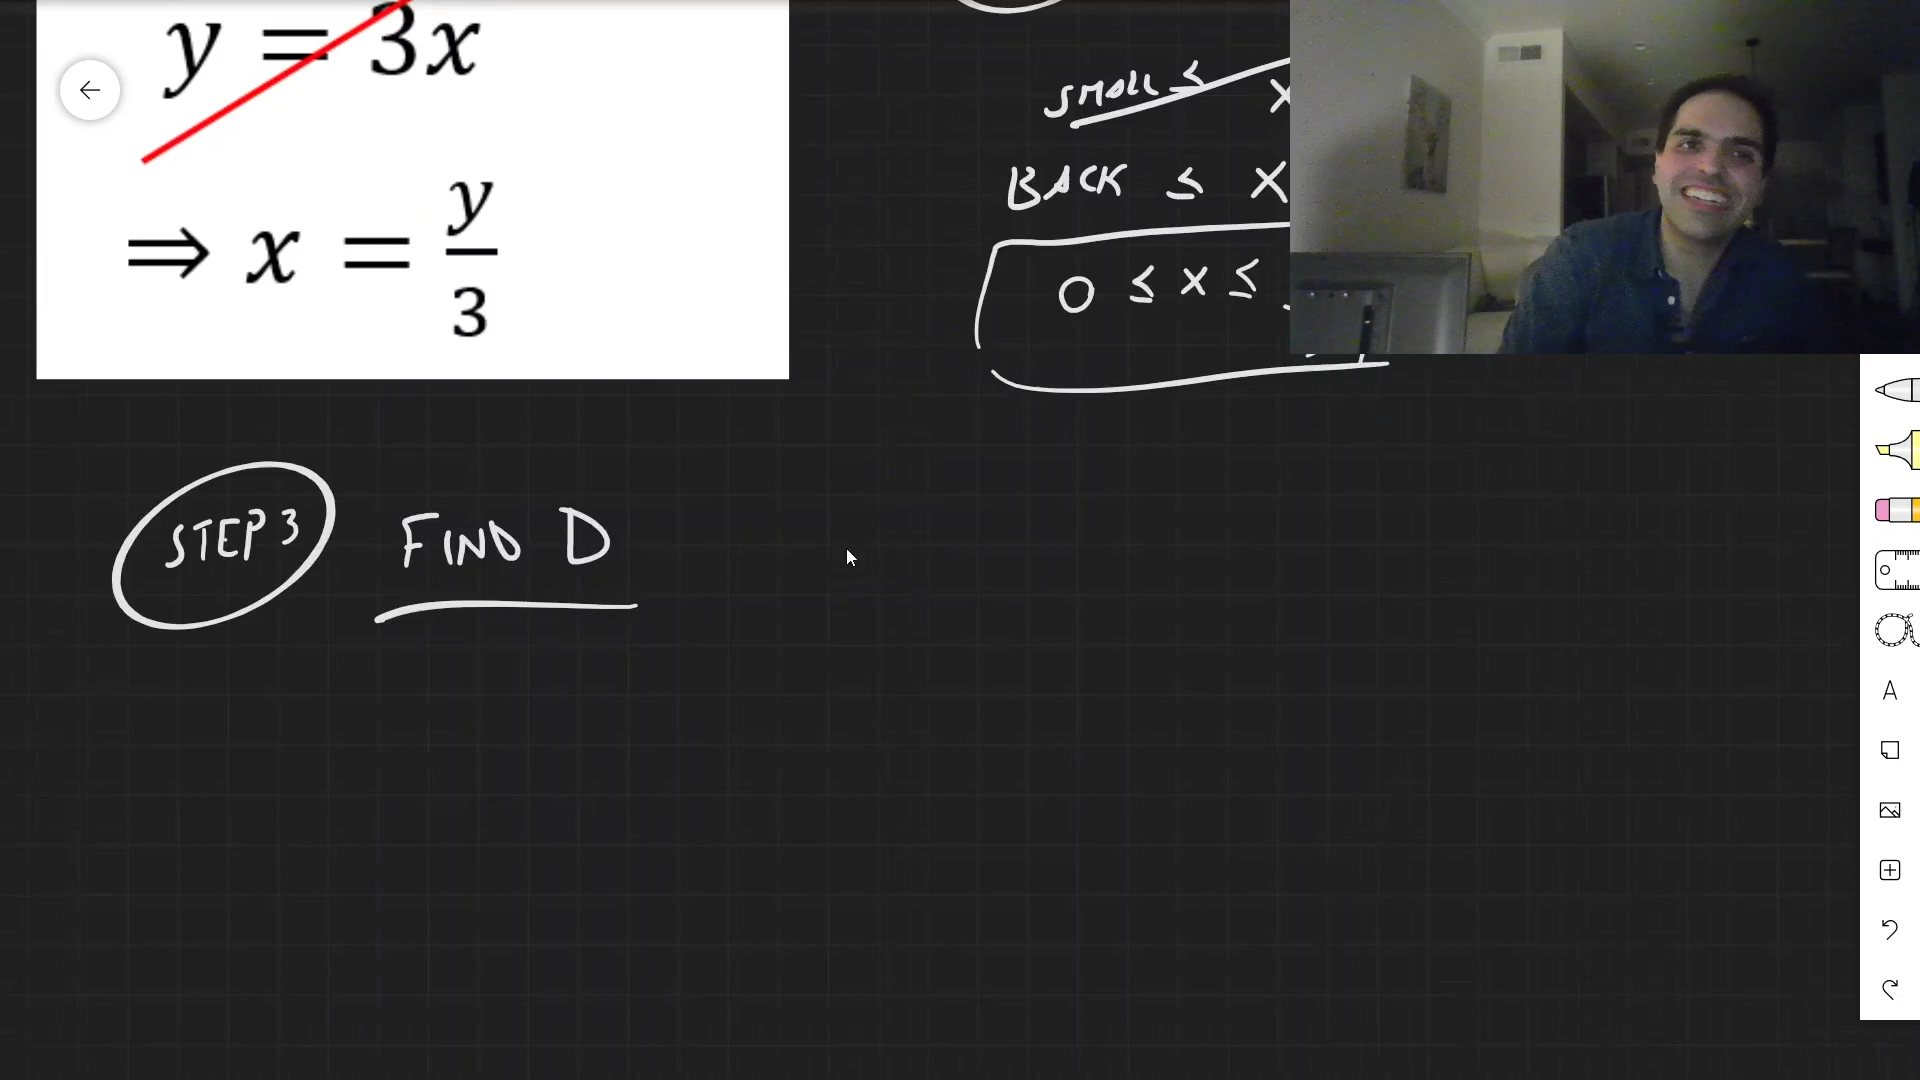 y = 3x
⇒ x = y/3
SMALL ≤ x
BACK ≤ X
0 ≤ x ≤
STEP 3 FIND D
A